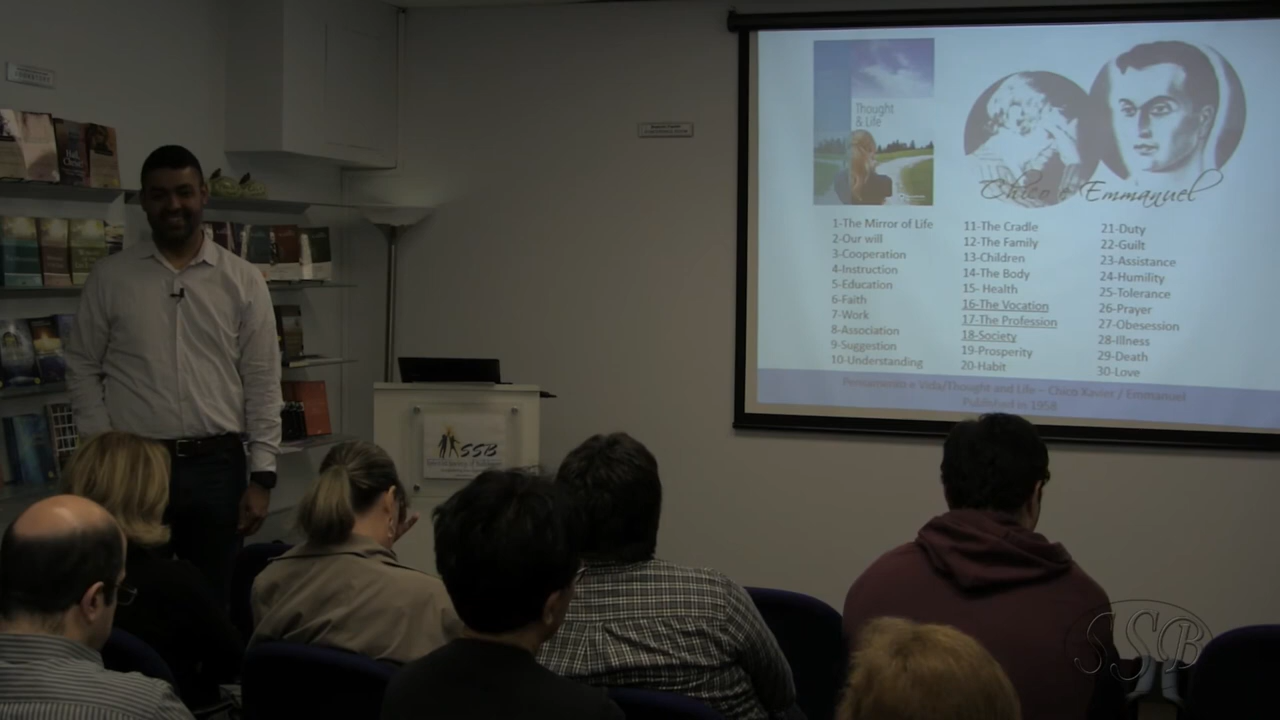 Thought
& Life
Chico e Emmanuel
1-The Mirror of Life
2-Our will
3-Cooperation
4-Instruction
5-Education
6-Faith
7-Work
8-Association
9-Suggestion
10-Understanding
11-The Cradle
12-The Family
13-Children
14-The Body
15- Health
16-The Vocation
17-The Profession
18-Society
19-Prosperity
20-Habit
21-Duty
22-Guilt
23-Assistance
24-Humility
25-Tolerance
26-Prayer
27-Obesession
28-Illness
29-Death
30-Love
Pensamento e Vida/Thought and Life – Chico Xavier / Emmanuel
Published in 1958
SSB
SSB